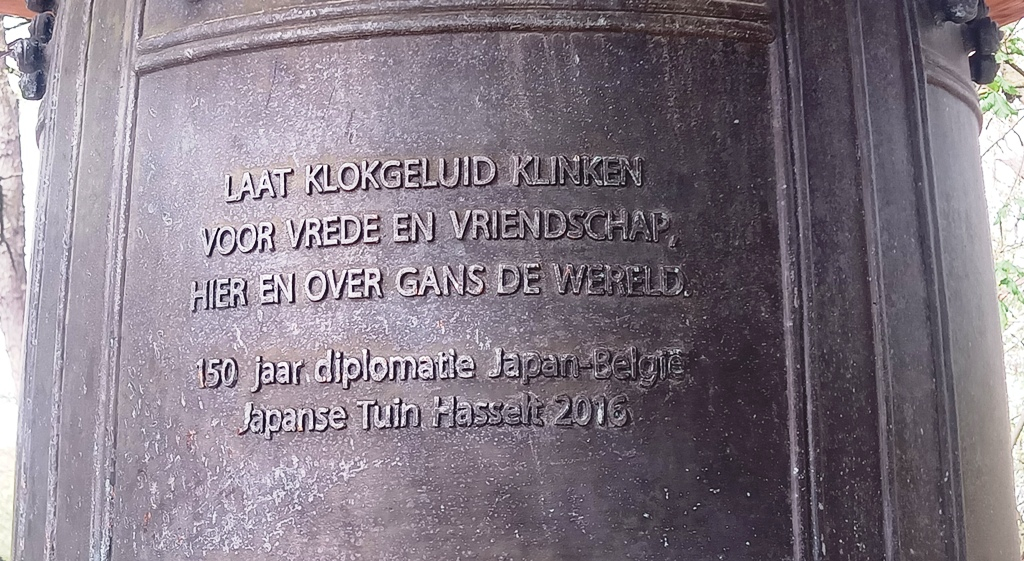 LAAT KLOKGELUID KLINKEN
VOOR VREDE EN VRIENDSCHAP,
HIER EN OVER GANS DE WERELD.
150 jaar diplomatie Japan-België
Japanse Tuin Hasselt 2016